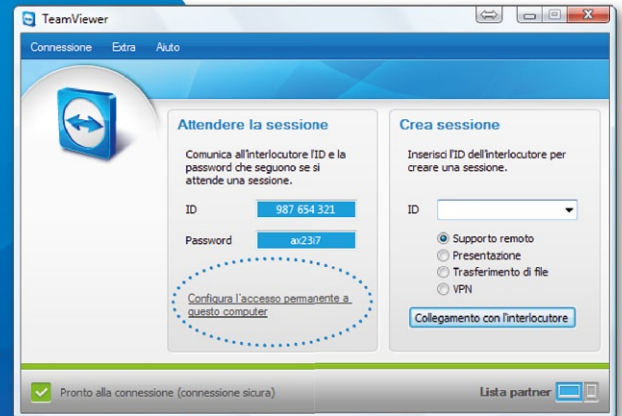 TeamViewer
Connessione Extra Aiuto
Attendere la sessione
Comunica all'interlocutore l'ID e la
password che seguono se si
attende una sessione.
ID 987 654 321
Password ax23i7
Configura l'accesso permanente a
questo computer
Crea sessione
Inserisci l'ID dell'interlocutore per
creare una sessione.
ID
Supporto remoto
Presentazione
Trasferimento di file
VPN
Collegamento con l'interlocutore
Pronto alla connessione (connessione sicura)
Lista partner